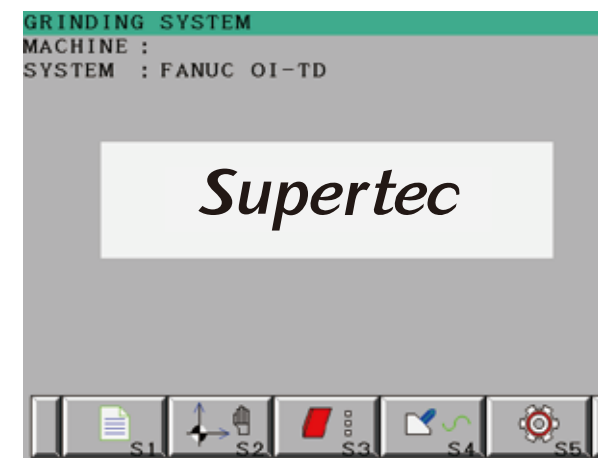 GRINDING SYSTEM
MACHINE :
SYSTEM : FANUC OI-TD
Supertec
S1 S2 S3 S4 S5